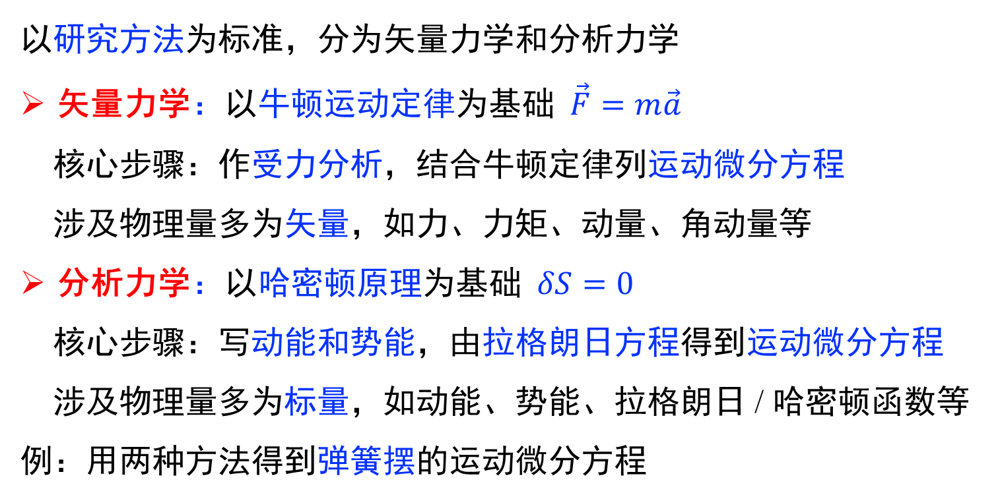 以研究方法为标准，分为矢量力学和分析力学
➢ 矢量力学：以牛顿运动定律为基础 $\vec{F} = m\vec{a}$
核心步骤：作受力分析，结合牛顿定律列运动微分方程
涉及物理量多为矢量，如力、力矩、动量、角动量等
➢ 分析力学：以哈密顿原理为基础 $\delta S = 0$
核心步骤：写动能和势能，由拉格朗日方程得到运动微分方程
涉及物理量多为标量，如动能、势能、拉格朗日 / 哈密顿函数等
例：用两种方法得到弹簧摆的运动微分方程